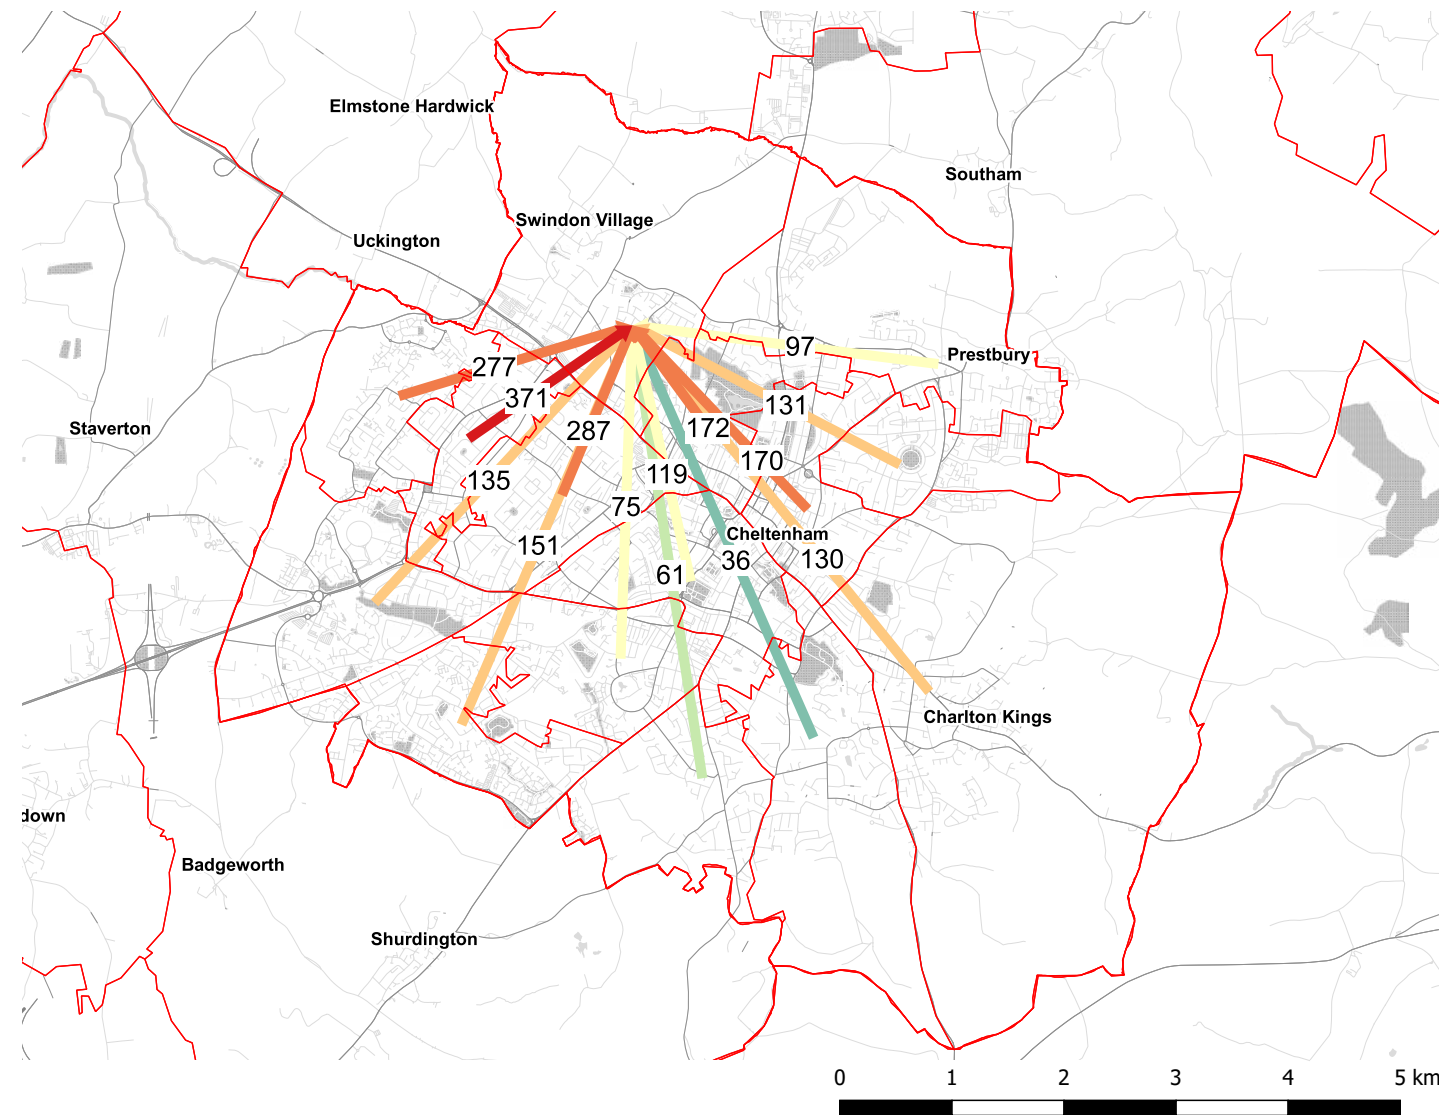 Elmstone Hardwick
Southam
Swindon Village
Uckington
97
Prestbury
277
371
131
Staverton
287
172
170
135
119
75
Cheltenham
151
36
130
61
Charlton Kings
down
Badgeworth
Shurdington
0 1 2 3 4 5 km